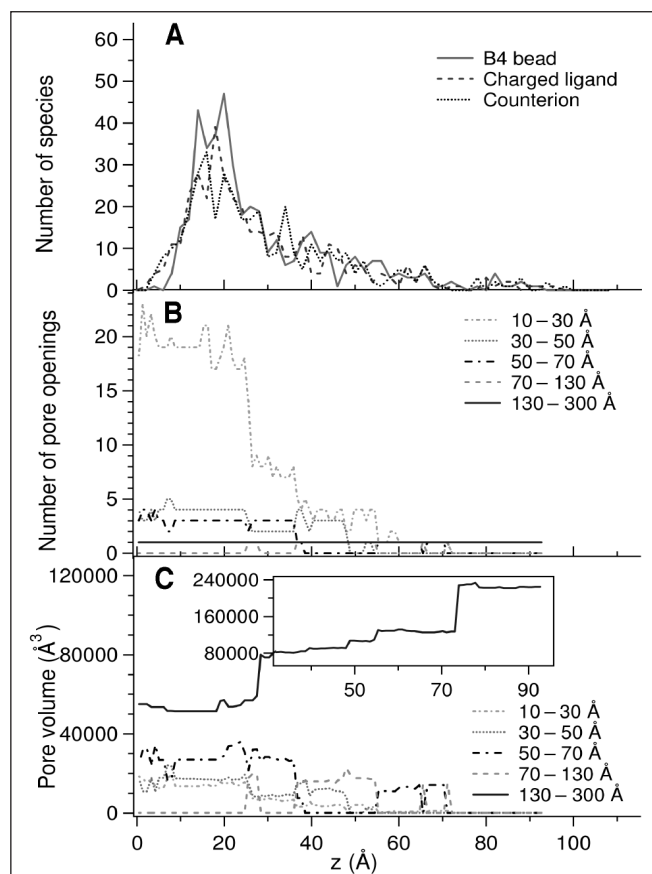 A
60
50
40
30
20
10
0
Number of species
B4 bead
Charged ligand
Counterion
B
20
15
10
5
0
Number of pore openings
10 – 30 Å
30 – 50 Å
50 – 70 Å
70 – 130 Å
130 – 300 Å
C
120000
80000
40000
0
Pore volume (Å³)
240000
160000
80000
50
70
90
10 – 30 Å
30 – 50 Å
50 – 70 Å
70 – 130 Å
130 – 300 Å
0 20 40 60 80 100
z (Å)